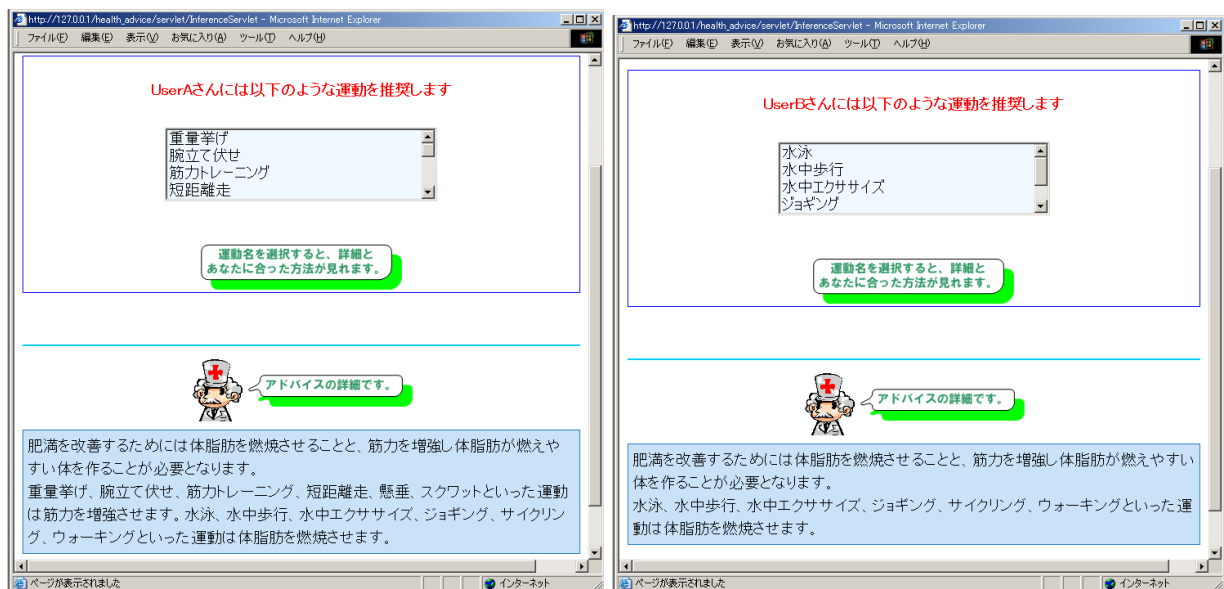 http://127.0.0.1/health_advice/servlet/InferenceServlet - Microsoft Internet Explorer
ファイル(F) 編集(E) 表示(V) お気に入り(A) ツール(T) ヘルプ(H)
UserAさんには以下のような運動を推奨します
重量挙げ
腕立て伏せ
筋力トレーニング
短距離走
運動名を選択すると、詳細と
あなたに合った方法が見れます。
アドバイスの詳細です。
肥満を改善するためには体脂肪を燃焼させることと、筋力を増強し体脂肪が燃えや
すい体を作ることが必要となります。
重量挙げ、腕立て伏せ、筋力トレーニング、短距離走、懸垂、スクワットといった運動
は筋力を増強させます。水泳、水中歩行、水中エクササイズ、ジョギング、サイクリン
グ、ウォーキングといった運動は体脂肪を燃焼させます。
ページが表示されました
インターネット
http://127.0.0.1/health_advice/servlet/InferenceServlet - Microsoft Internet Explorer
ファイル(F) 編集(E) 表示(V) お気に入り(A) ツール(T) ヘルプ(H)
UserBさんには以下のような運動を推奨します
水泳
水中歩行
水中エクササイズ
ジョギング
運動名を選択すると、詳細と
あなたに合った方法が見れます。
アドバイスの詳細です。
肥満を改善するためには体脂肪を燃焼させることと、筋力を増強し体脂肪が燃えやすい
体を作ることが必要となります。
水泳、水中歩行、水中エクササイズ、ジョギング、サイクリング、ウォーキングといった運
動は体脂肪を燃焼させます。
ページが表示されました
インターネット